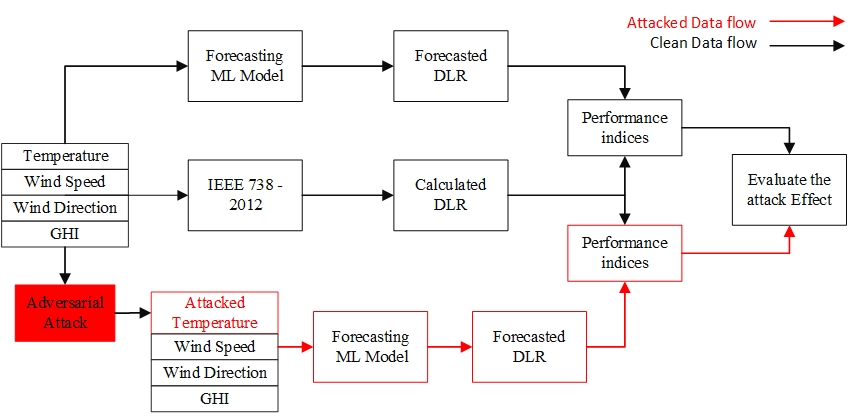 Attacked Data flow
Clean Data flow
Forecasting
ML Model
Forecasted
DLR
Performance
indices
Temperature
Wind Speed
Wind Direction
GHI
IEEE 738 -
2012
Calculated
DLR
Evaluate the
attack Effect
Performance
indices
Adversarial
Attack
Attacked
Temperature
Wind Speed
Wind Direction
GHI
Forecasting
ML Model
Forecasted
DLR